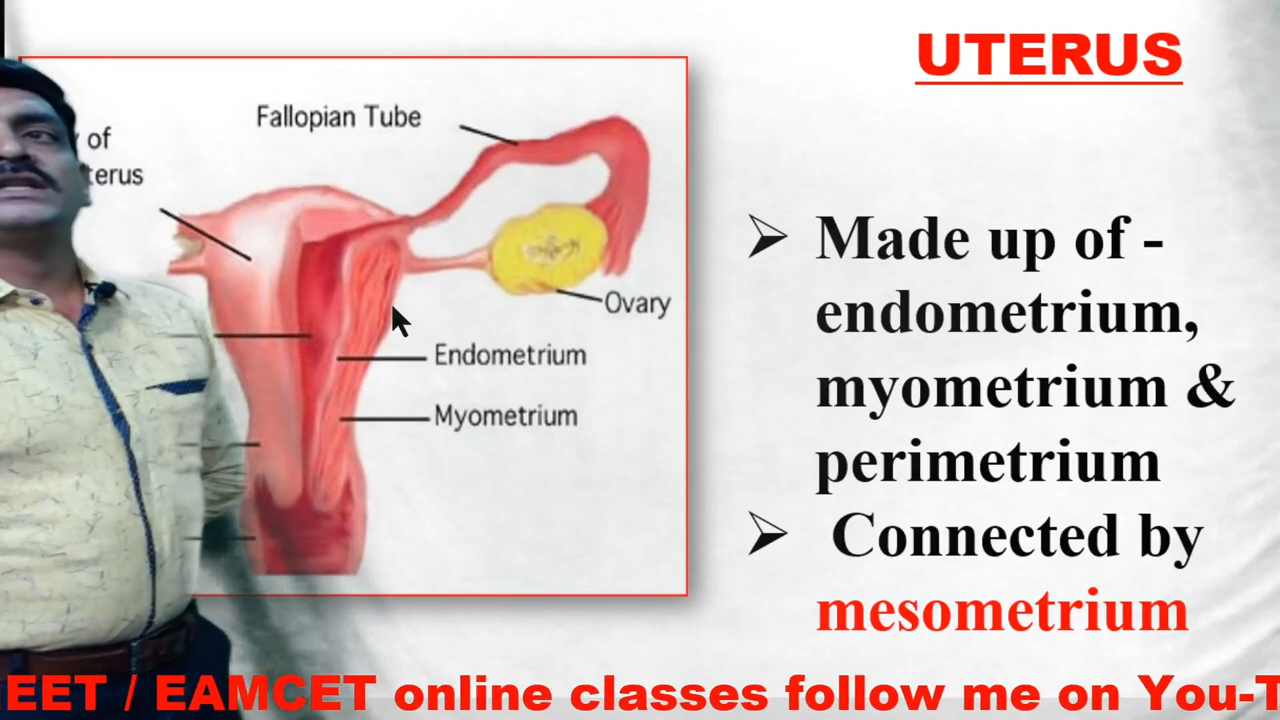 UTERUS
Fallopian Tube
of
terus
Ovary
Endometrium
Myometrium
➢ Made up of -
endometrium,
myometrium &
perimetrium
➢ Connected by
mesometrium
EET / EAMCET online classes follow me on You-T